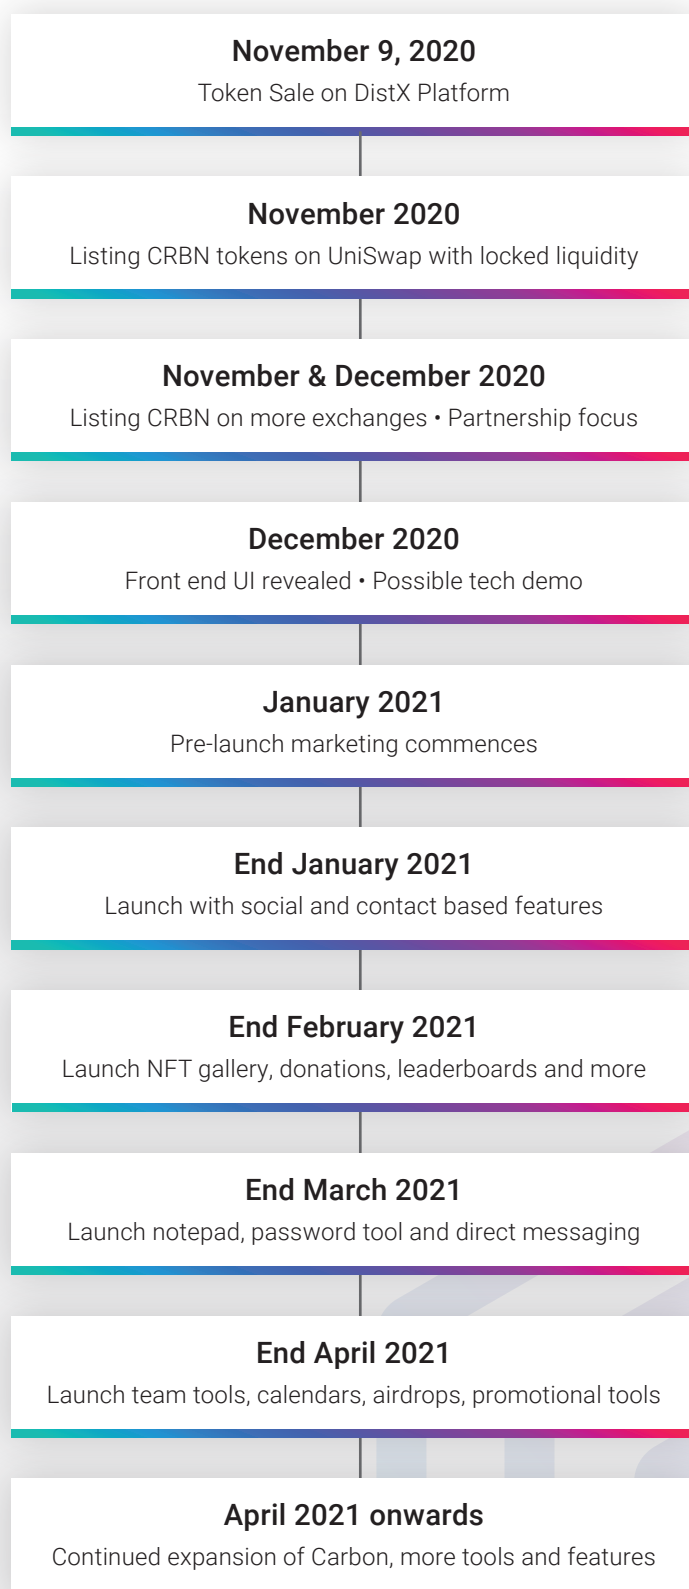 November 9, 2020
Token Sale on DistX Platform
November 2020
Listing CRBN tokens on UniSwap with locked liquidity
November & December 2020
Listing CRBN on more exchanges • Partnership focus
December 2020
Front end UI revealed • Possible tech demo
January 2021
Pre-launch marketing commences
End January 2021
Launch with social and contact based features
End February 2021
Launch NFT gallery, donations, leaderboards and more
End March 2021
Launch notepad, password tool and direct messaging
End April 2021
Launch team tools, calendars, airdrops, promotional tools
April 2021 onwards
Continued expansion of Carbon, more tools and features